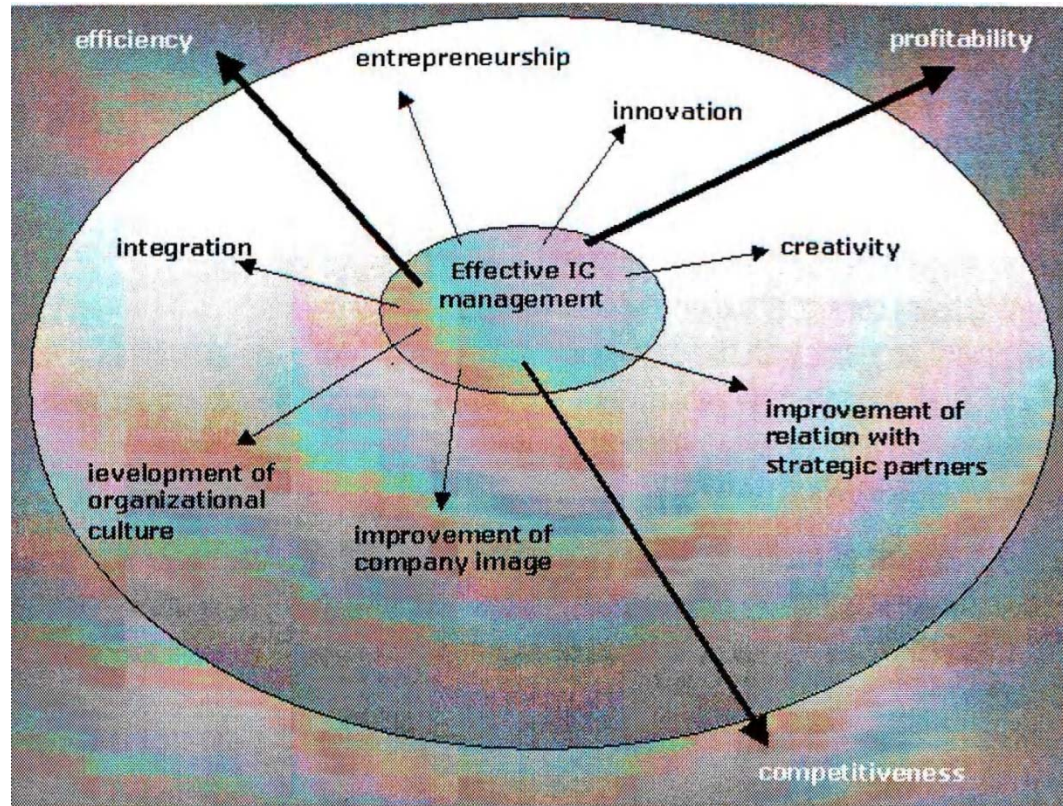 efficiency
profitability
entrepreneurship
innovation
integration
creativity
Effective IC
management
improvement of
relation with
strategic partners
ievelopment of
organizational
culture
improvement of
company image
competitiveness